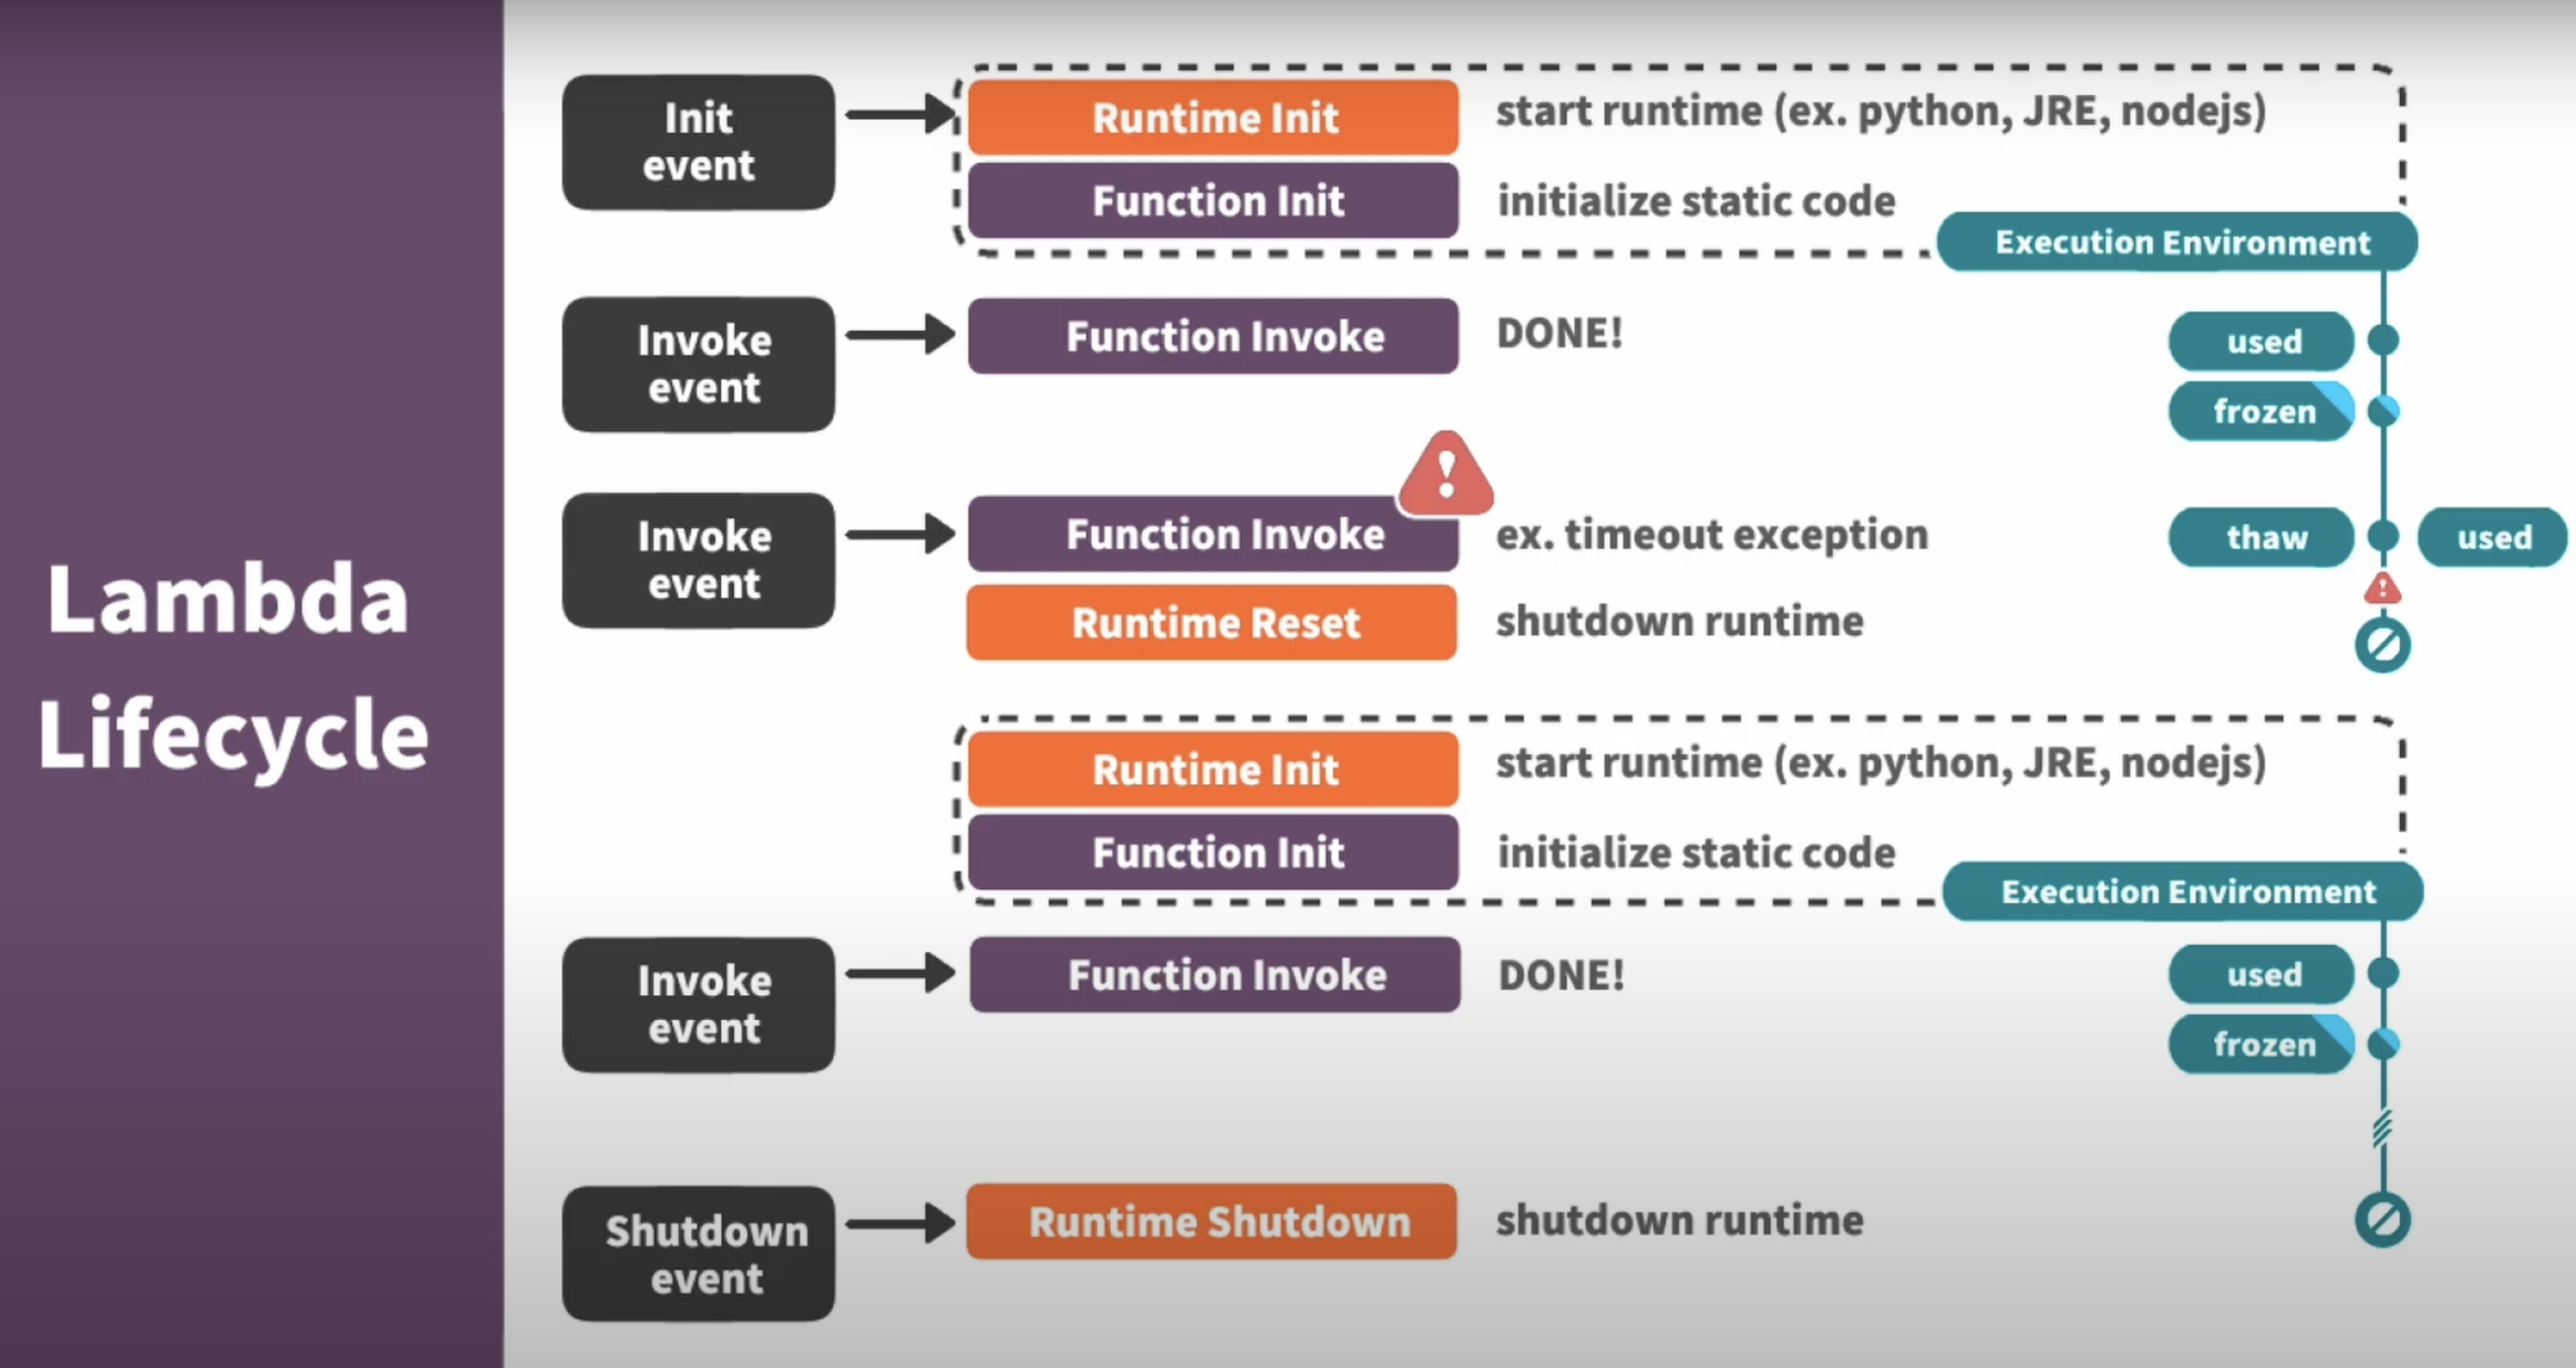 Lambda
Lifecycle
Init
event
Runtime Init
start runtime (ex. python, JRE, nodejs)
Function Init
initialize static code
Execution Environment
Invoke
event
Function Invoke
DONE!
used
frozen
Invoke
event
Function Invoke
ex. timeout exception
thaw
used
Runtime Reset
shutdown runtime
Runtime Init
start runtime (ex. python, JRE, nodejs)
Function Init
initialize static code
Execution Environment
Invoke
event
Function Invoke
DONE!
used
frozen
Shutdown
event
Runtime Shutdown
shutdown runtime